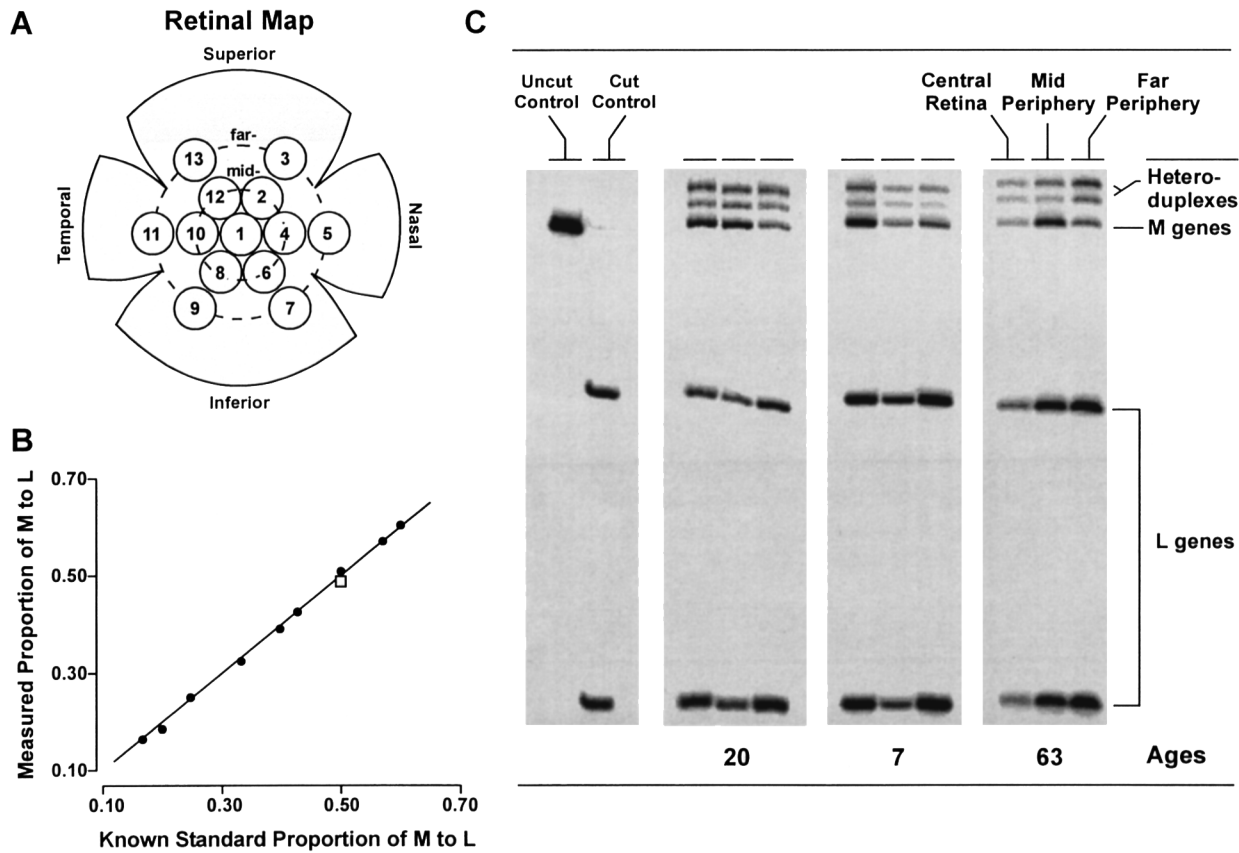 A
Retinal Map
Superior
far-
13
3
mid-
12
2
Temporal
11
10
1
4
5
Nasal
8
6
9
7
Inferior
B
Measured Proportion of M to L
0.70
0.50
0.30
0.10
0.10
0.30
0.50
0.70
Known Standard Proportion of M to L
C
Uncut
Control
Cut
Control
Central
Retina
Mid
Periphery
Far
Periphery
Hetero-
duplexes
M genes
L genes
20
7
63
Ages